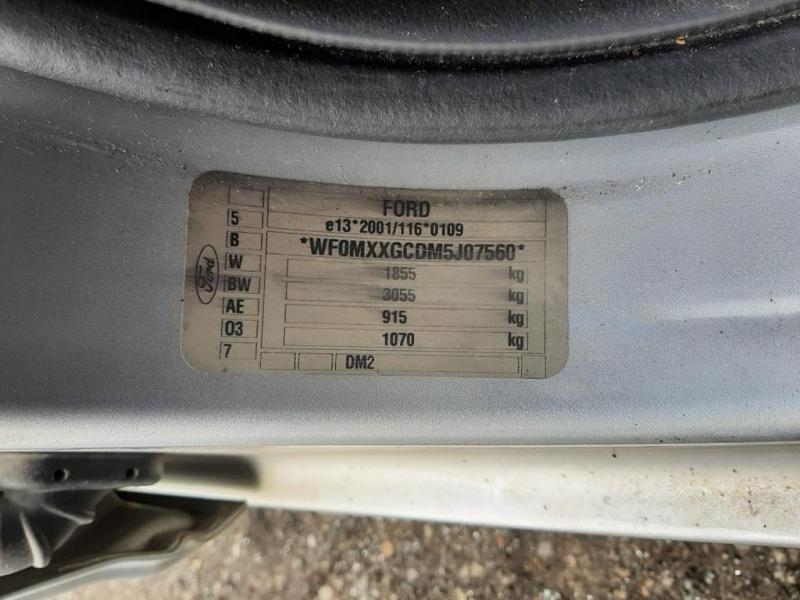 FORD
e13*2001/116*0109
*WF0MXXGCDM5J07560*
1855 kg
3055 kg
915 kg
1070 kg
DM2
5
B
W
BW
AE
O3
7
Ford